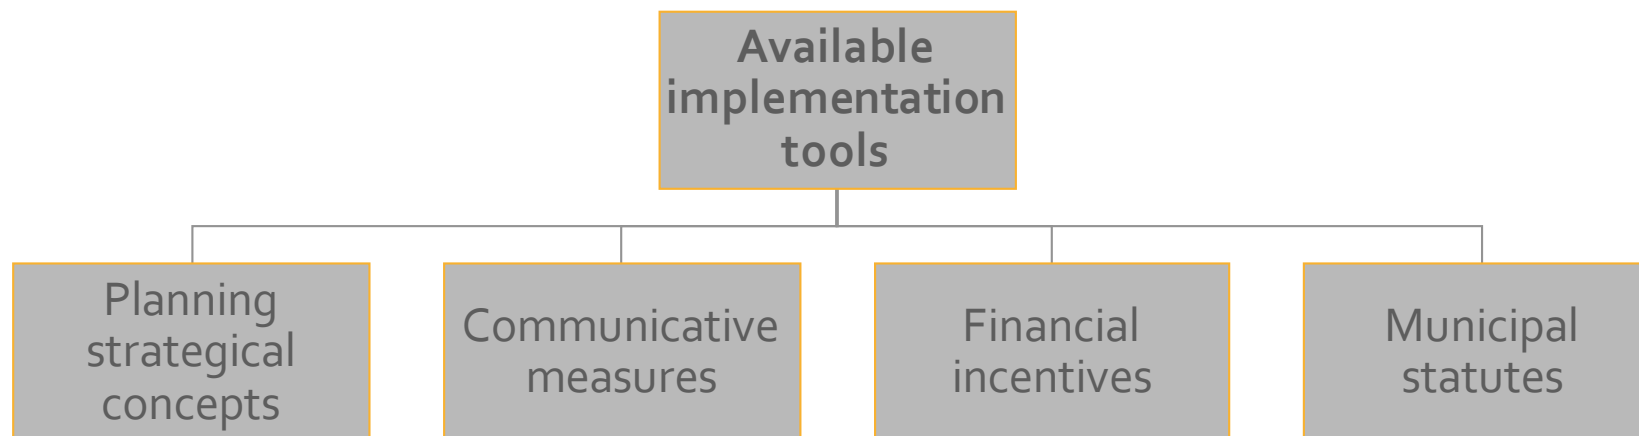 Available
implementation
tools
Planning
strategical
concepts
Communicative
measures
Financial
incentives
Municipal
statutes